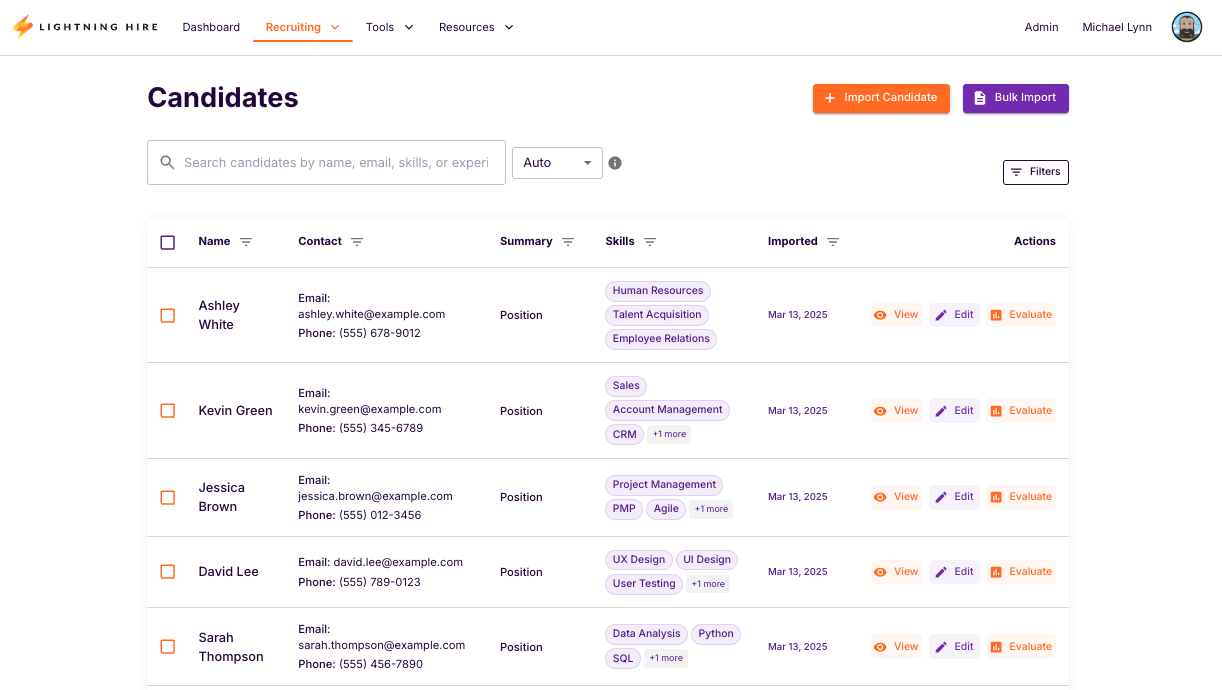 LIGHTNING HIRE Dashboard Recruiting Tools Resources Admin Michael Lynn
Candidates
Import Candidate Bulk Import
Search candidates by name, email, skills, or experi Auto
Filters
Name Contact Summary Skills Imported Actions
Ashley White
Email: ashley.white@example.com
Phone: (555) 678-9012
Position
Human Resources
Talent Acquisition
Employee Relations
Mar 13, 2025
View Edit Evaluate
Kevin Green
Email: kevin.green@example.com
Phone: (555) 345-6789
Position
Sales
Account Management
CRM +1 more
Mar 13, 2025
View Edit Evaluate
Jessica Brown
Email: jessica.brown@example.com
Phone: (555) 012-3456
Position
Project Management
PMP Agile +1 more
Mar 13, 2025
View Edit Evaluate
David Lee
Email: david.lee@example.com
Phone: (555) 789-0123
Position
UX Design UI Design
User Testing +1 more
Mar 13, 2025
View Edit Evaluate
Sarah Thompson
Email: sarah.thompson@example.com
Phone: (555) 456-7890
Position
Data Analysis Python
SQL +1 more
Mar 13, 2025
View Edit Evaluate